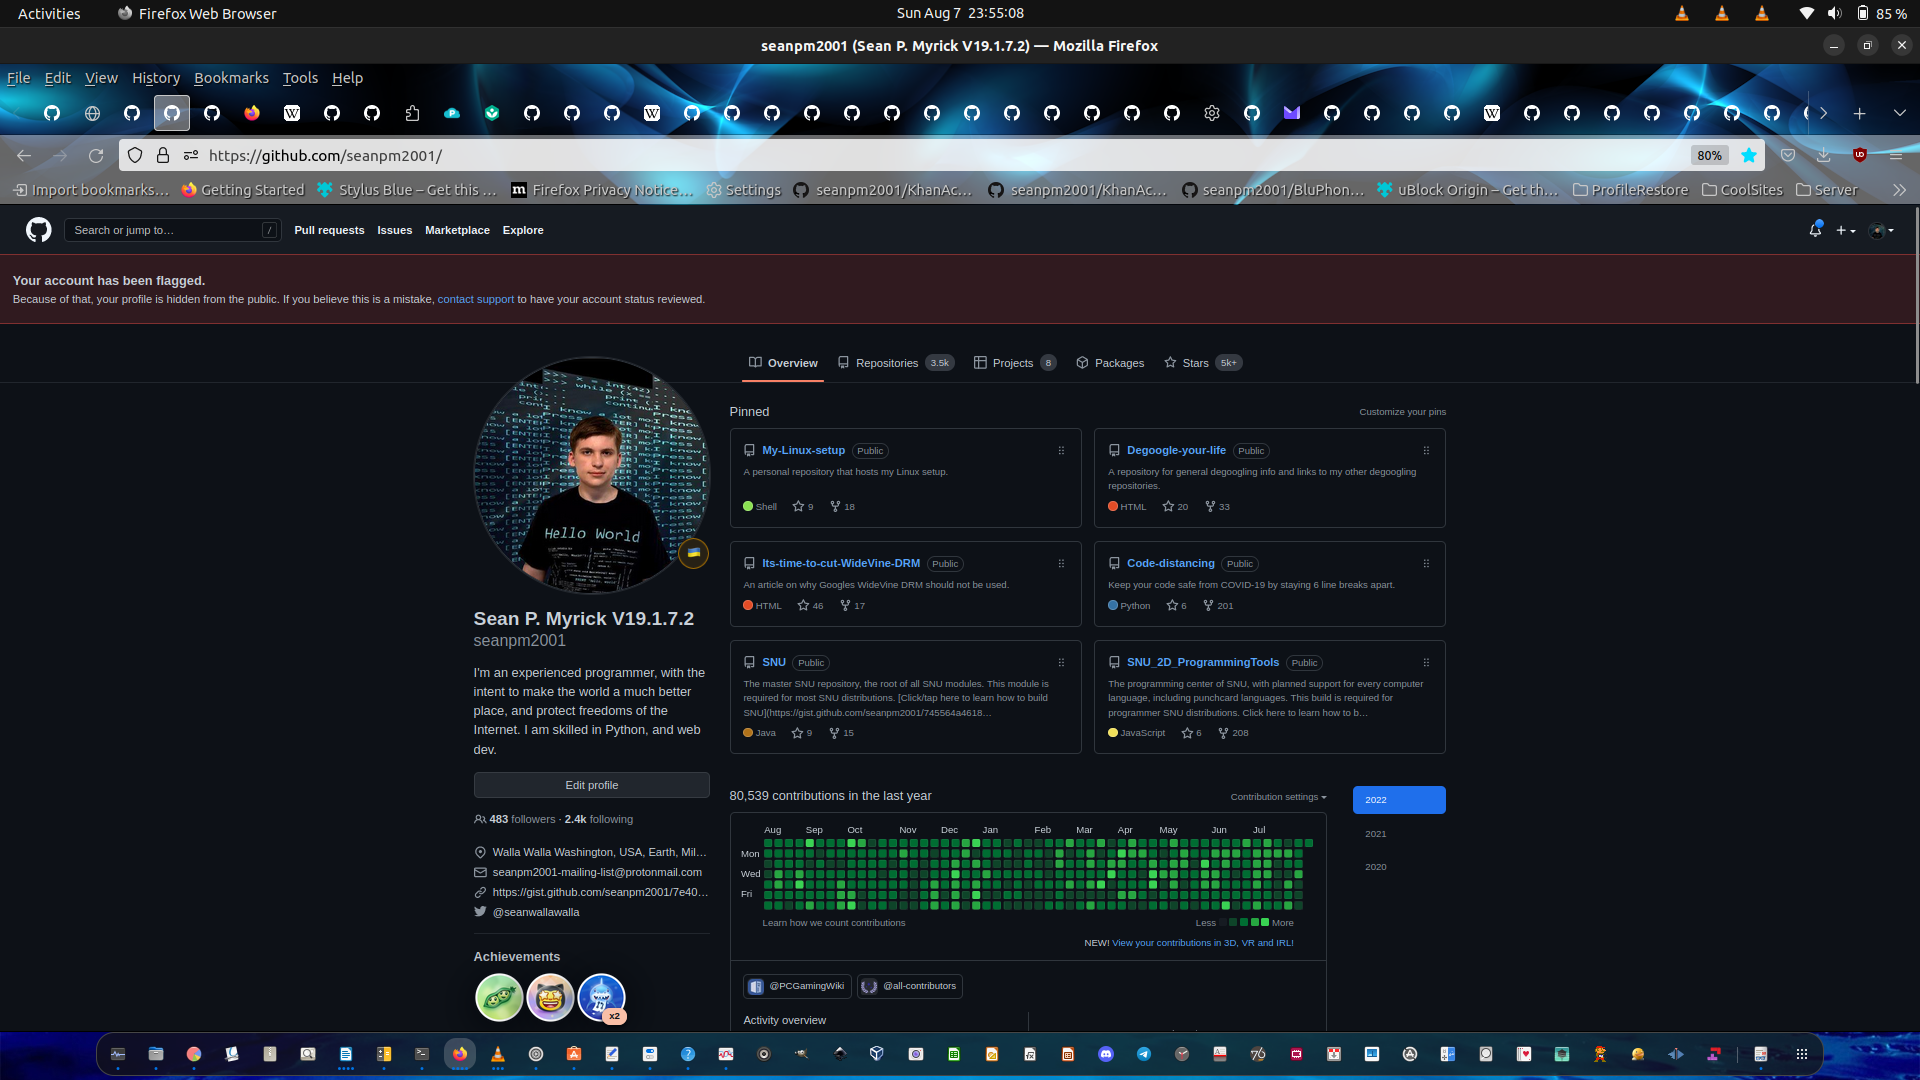 Activities
Firefox Web Browser
Sun Aug 7 23:55:08
85 %
seanpm2001 (Sean P. Myrick V19.1.7.2) — Mozilla Firefox
File Edit View History Bookmarks Tools Help
https://github.com/seanpm2001/
80%
Import bookmarks…
Getting Started
Stylus Blue – Get this …
Firefox Privacy Notice…
Settings
seanpm2001/KhanAc…
seanpm2001/KhanAc…
seanpm2001/BluPhon…
uBlock Origin – Get th…
ProfileRestore
CoolSites
Server
Search or jump to… /
Pull requests Issues Marketplace Explore
Your account has been flagged.
Because of that, your profile is hidden from the public. If you believe this is a mistake, contact support to have your account status reviewed.
Overview
Repositories 3.5k
Projects 8
Packages
Stars 5k+
Hello World
Sean P. Myrick V19.1.7.2
seanpm2001
I'm an experienced programmer, with the
intent to make the world a much better
place, and protect freedoms of the
Internet. I am skilled in Python, and web
dev.
Edit profile
483 followers · 2.4k following
Walla Walla Washington, USA, Earth, Mil…
seanpm2001-mailing-list@protonmail.com
https://gist.github.com/seanpm2001/7e40…
@seanwallawalla
Achievements
x2
Pinned
Customize your pins
My-Linux-setup Public
A personal repository that hosts my Linux setup.
Shell 9 18
Degoogle-your-life Public
A repository for general degoogling info and links to my other degoogling
repositories.
HTML 20 33
Its-time-to-cut-WideVine-DRM Public
An article on why Googles WideVine DRM should not be used.
HTML 46 17
Code-distancing Public
Keep your code safe from COVID-19 by staying 6 line breaks apart.
Python 6 201
SNU Public
The master SNU repository, the root of all SNU modules. This module is
required for most SNU distributions. [Click/tap here to learn how to build
SNU](https://gist.github.com/seanpm2001/745564a4618…
Java 9 15
SNU_2D_ProgrammingTools Public
The programming center of SNU, with planned support for every computer
language, including punchcard languages. This build is required for
programmer SNU distributions. Click here to learn how to b…
JavaScript 6 208
80,539 contributions in the last year
Contribution settings
2022
2021
2020
Aug Sep Oct Nov Dec Jan Feb Mar Apr May Jun Jul
Mon
Wed
Fri
Learn how we count contributions
Less More
NEW! View your contributions in 3D, VR and IRL!
@PCGamingWiki
@all-contributors
Activity overview